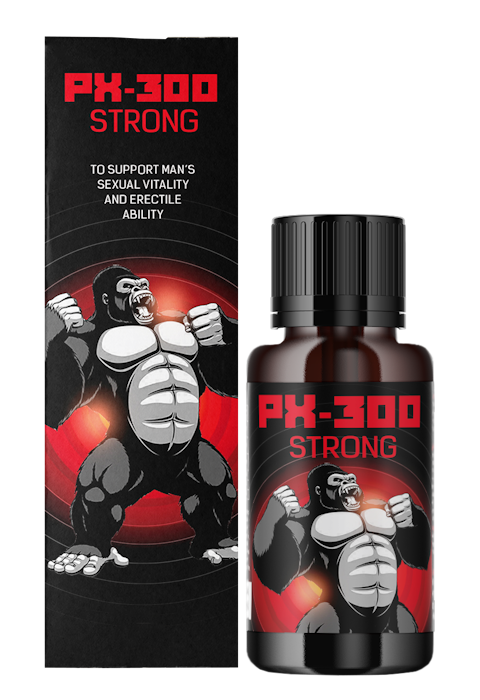 PX-300
STRONG
TO SUPPORT MAN'S
SEXUAL VITALITY
AND ERECTILE
ABILITY
PX-300
STRONG